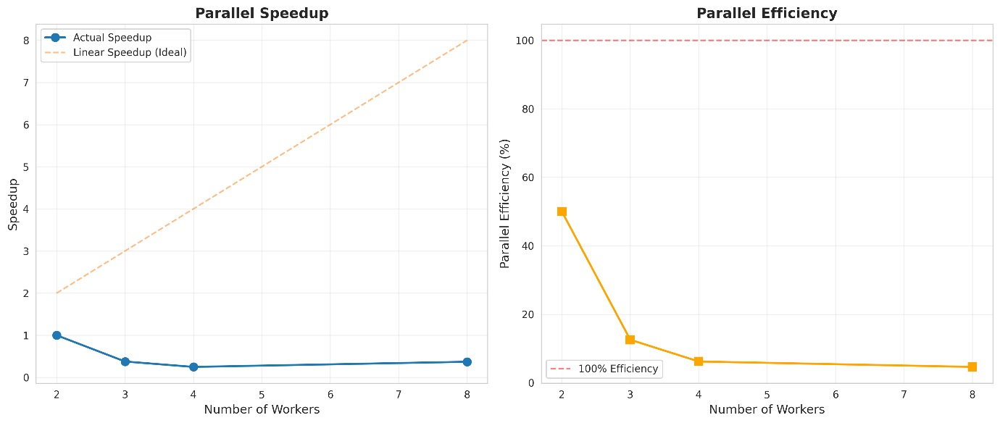 Parallel Speedup
Actual Speedup
Linear Speedup (Ideal)
8
7
6
5
4
3
2
1
0
Speedup
2 3 4 5 6 7 8
Number of Workers
Parallel Efficiency
100
80
60
40
20
0
Parallel Efficiency (%)
100% Efficiency
2 3 4 5 6 7 8
Number of Workers